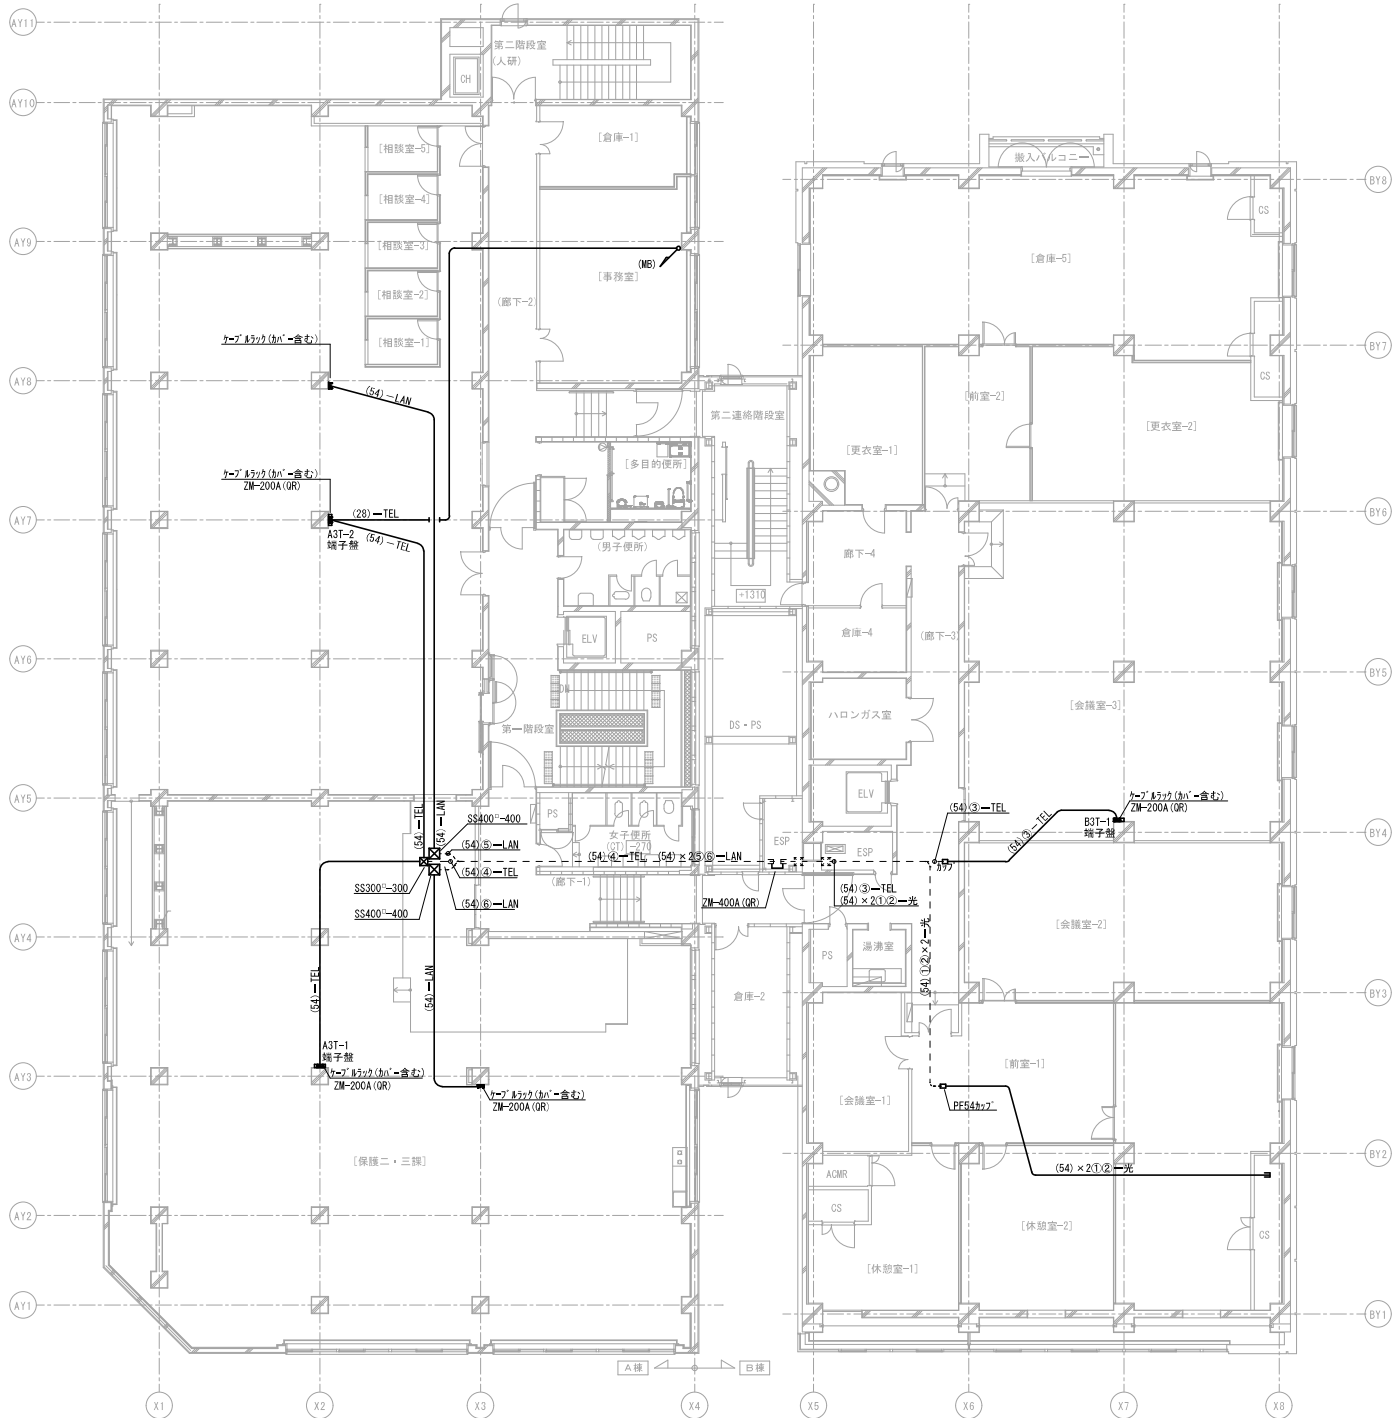 AY11
第二階段室
(人研)
CH
AY10
[倉庫-1]
[相談室-5]
搬入バルコニー
BY8
[相談室-4]
CS
AY9
[相談室-3]
(MB)
[事務室]
[倉庫-5]
[相談室-2]
(廊下-2)
[相談室-1]
ケーブルラック(カバー含む)
BY7
AY8
CS
(54)-LAN
[前室-2]
第二連絡階段室
[更衣室-2]
[更衣室-1]
[多目的便所]
ケーブルラック(カバー含む)
ZM-200A(QR)
(28)-TEL
AY7
BY6
A3T-2
端子盤
(54)-TEL
(男子便所)
廊下-4
+1310
ELV
PS
倉庫-4
(廊下-3)
AY6
BY5
DN
[会議室-3]
ハロンガス室
DS・PS
第一階段室
AY5
ELV
ケーブルラック(カバー含む)
ZM-200A(QR)
(54)③-TEL
(54)③-TEL
B3T-1
端子盤
BY4
PS
SS400□-400
(54)-TEL
(54)-LAN
女子便所
(CT) -270
ESP
ESP
(54)⑤-LAN
(54)④-TEL
(54)×2⑤⑥-LAN
カップ
(54)④-TEL
(廊下-1)
SS300□-300
(54)⑥-LAN
ZM-400A(QR)
(54)③-TEL
(54)×2①②-光
SS400□-400
[会議室-2]
AY4
湯沸室
PS
(54)-TEL
(54)-LAN
(54)①②×2-光
倉庫-2
BY3
A3T-1
端子盤
[前室-1]
AY3
ケーブルラック(カバー含む)
ZM-200A(QR)
ケーブルラック(カバー含む)
ZM-200A(QR)
[会議室-1]
PF54カップ
BY2
[保護二・三課]
(54)×2①②-光
ACMR
CS
AY2
[休憩室-2]
CS
[休憩室-1]
AY1
BY1
A棟
B棟
X1
X2
X3
X4
X5
X6
X7
X8